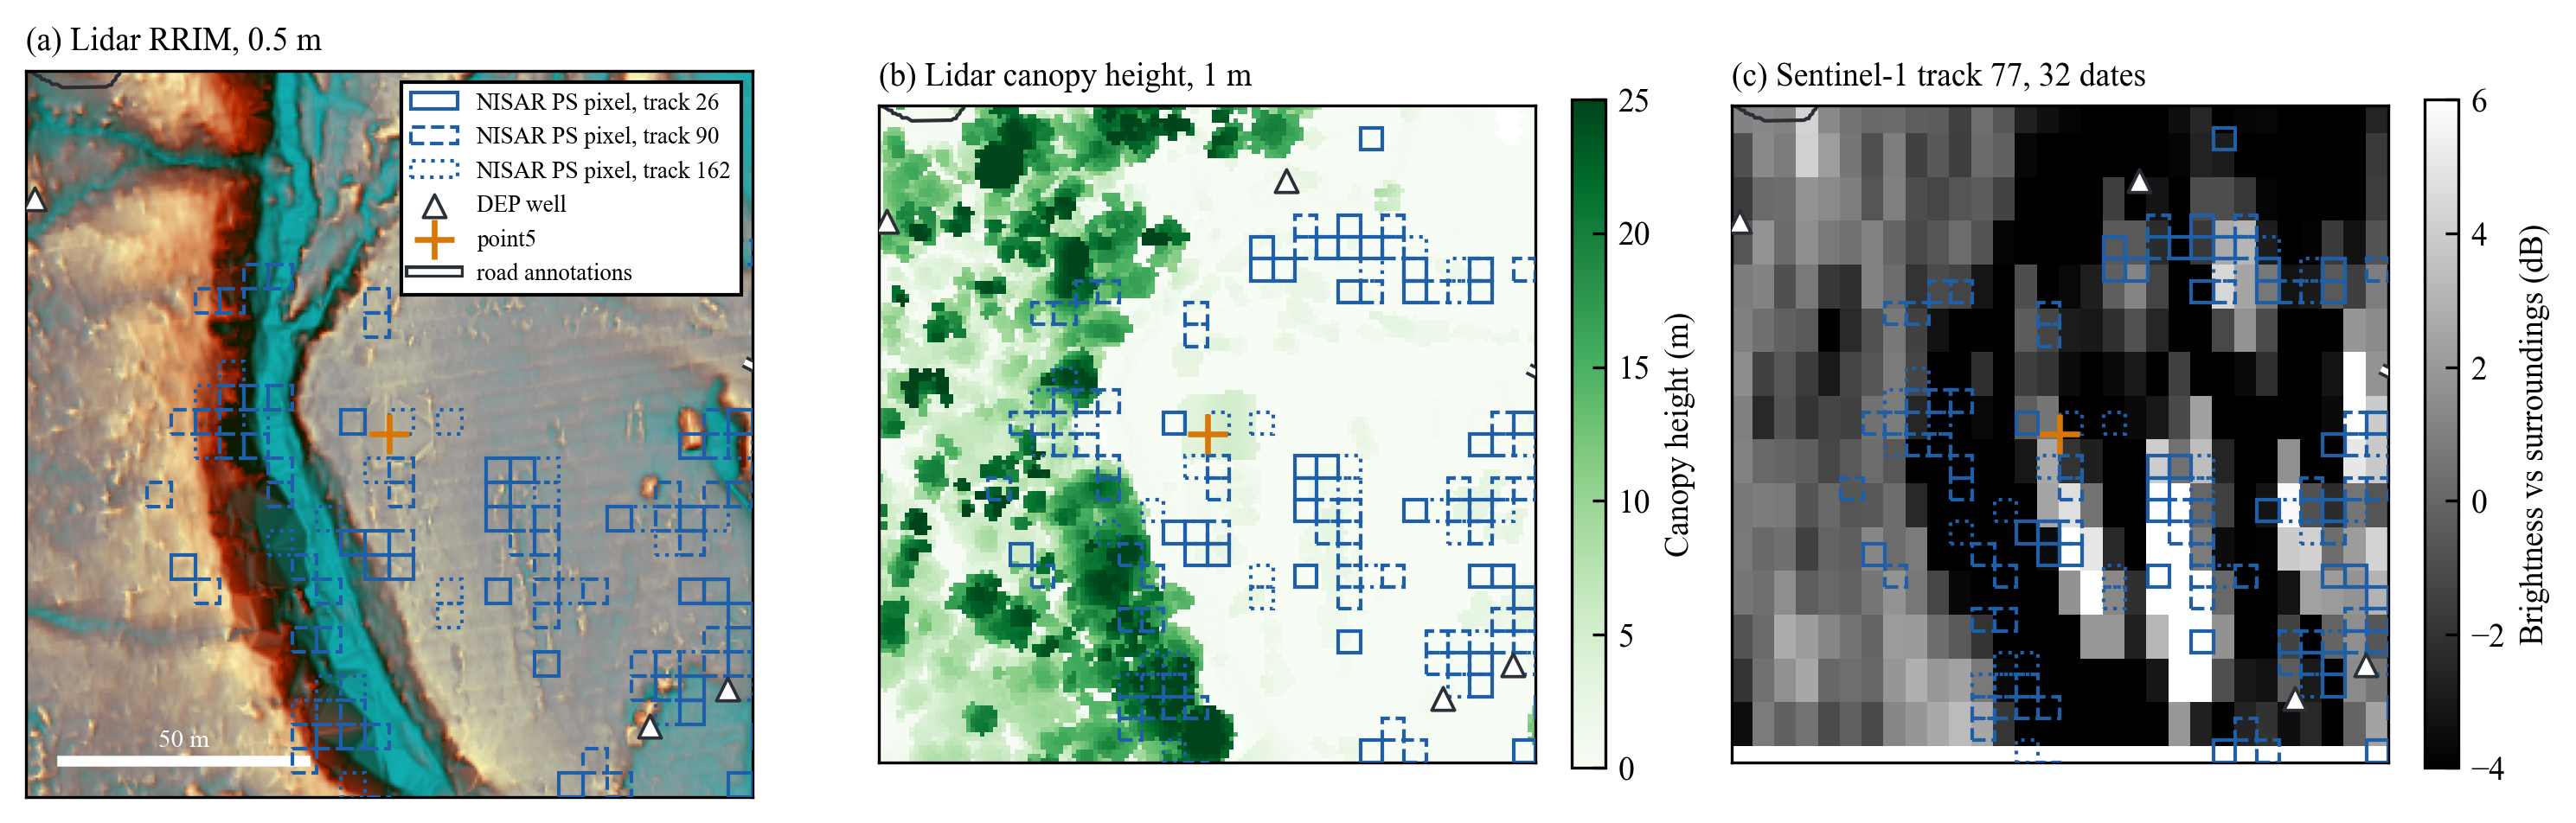 (a) Lidar RRIM, 0.5 m
NISAR PS pixel, track 26
NISAR PS pixel, track 90
NISAR PS pixel, track 162
DEP well
point5
road annotations
50 m
(b) Lidar canopy height, 1 m
25
20
15
10
5
0
Canopy height (m)
(c) Sentinel-1 track 77, 32 dates
6
4
2
0
−2
−4
Brightness vs surroundings (dB)